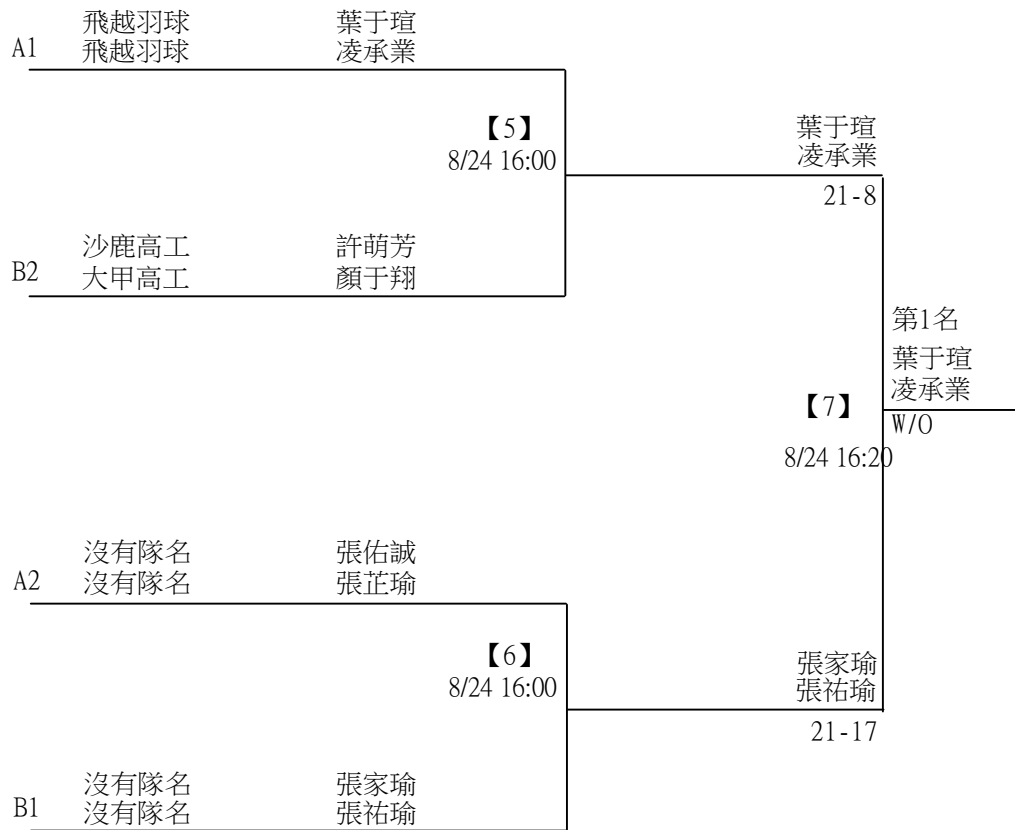 飛越羽球 葉于瑄
A1 飛越羽球 凌承業
【5】
8/24 16:00
葉于瑄
凌承業
21-8
沙鹿高工 許萌芳
B2 大甲高工 顏于翔
第1名
葉于瑄
凌承業
【7】
W/O
8/24 16:20
沒有隊名 張佑誠
A2 沒有隊名 張芷瑜
【6】
8/24 16:00
張家瑜
張祐瑜
21-17
沒有隊名 張家瑜
B1 沒有隊名 張祐瑜